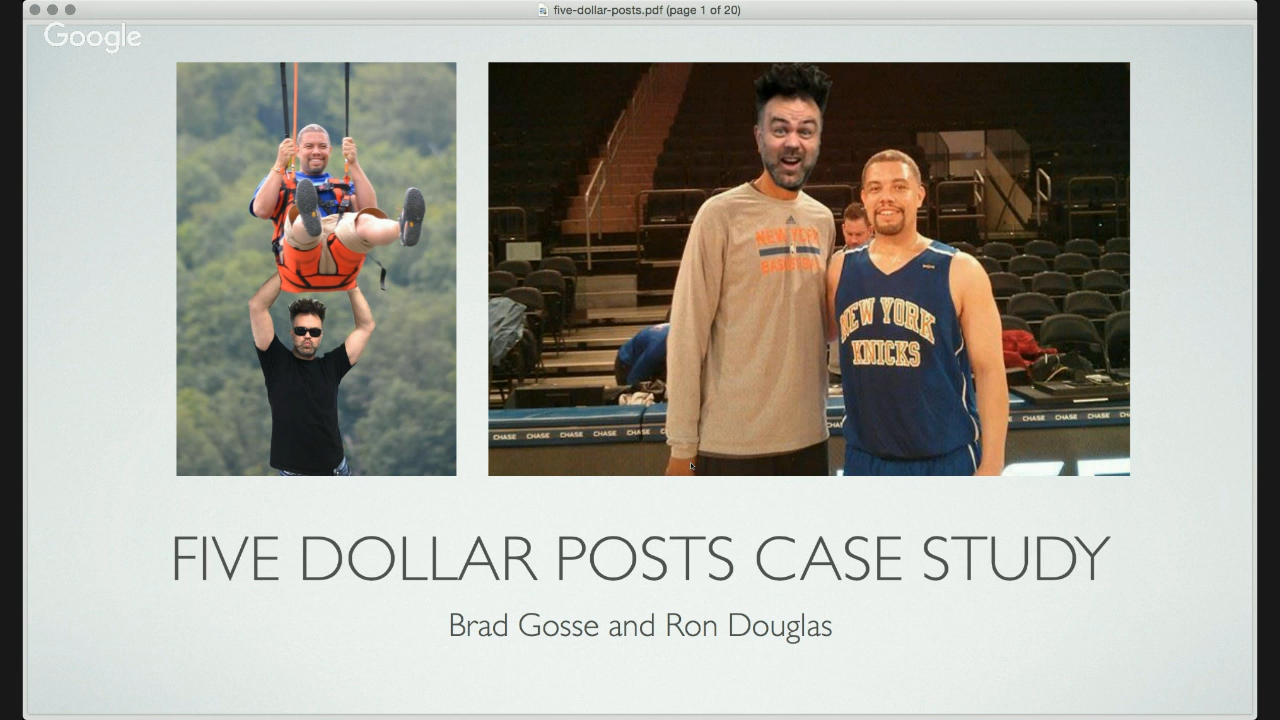 five-dollar-posts.pdf (page 1 of 20)
Google
NEW YORK
BASKETBALL
NEW YORK
KNICKS
CHASE CHASE CHASE CHASE CHASE
CHASE CHASE CHASE CHASE
FIVE DOLLAR POSTS CASE STUDY
Brad Gosse and Ron Douglas